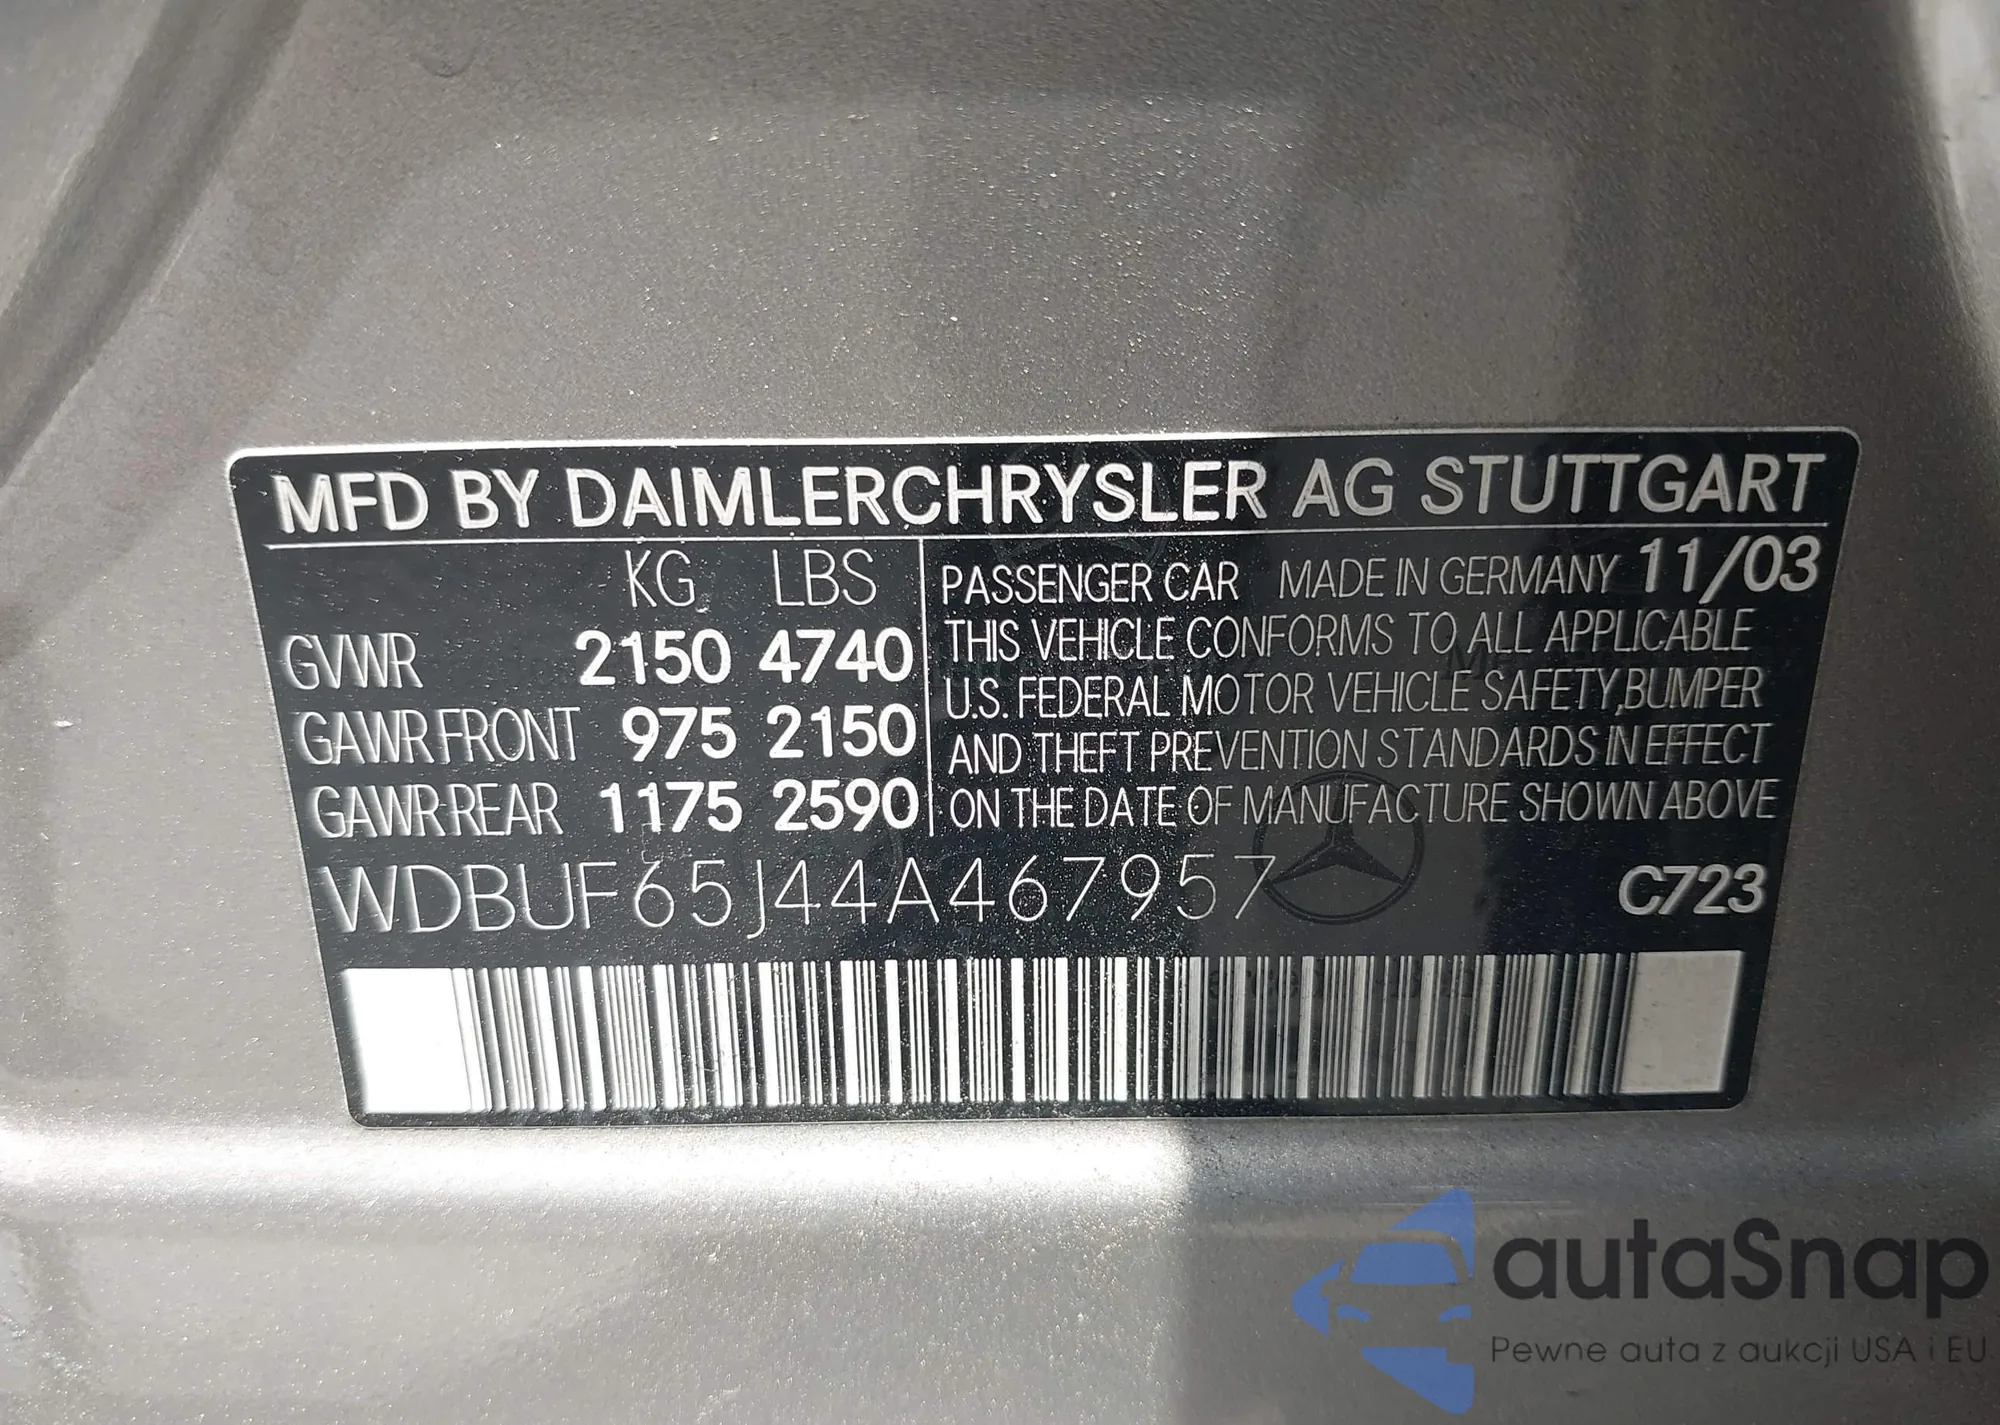 MFD BY DAIMLERCHRYSLER AG STUTTGART
KG LBS
GVWR 2150 4740
GAWR FRONT 975 2150
GAWR REAR 1175 2590
PASSENGER CAR MADE IN GERMANY 11/03
THIS VEHICLE CONFORMS TO ALL APPLICABLE
U.S. FEDERAL MOTOR VEHICLE SAFETY, BUMPER
AND THEFT PREVENTION STANDARDS IN EFFECT
ON THE DATE OF MANUFACTURE SHOWN ABOVE
WDBUF65J44A467957 C723
autaSnap
Pewne auta z aukcji USA i EU